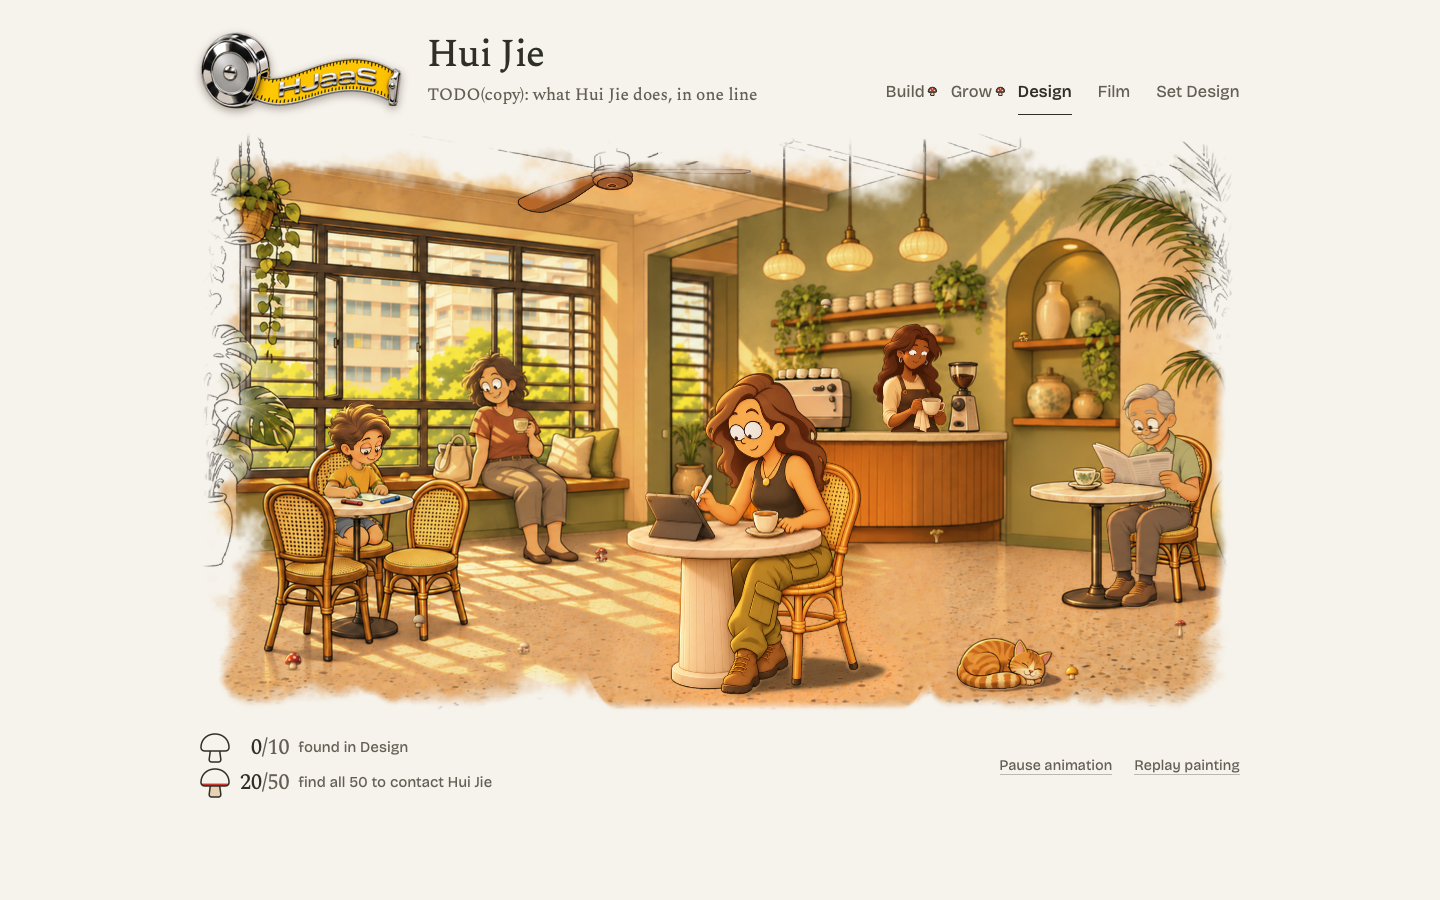 HJaaS
Hui Jie
TODO(copy): what Hui Jie does, in one line
Build Grow Design Film Set Design
0/10 found in Design
20/50 find all 50 to contact Hui Jie
Pause animation Replay painting